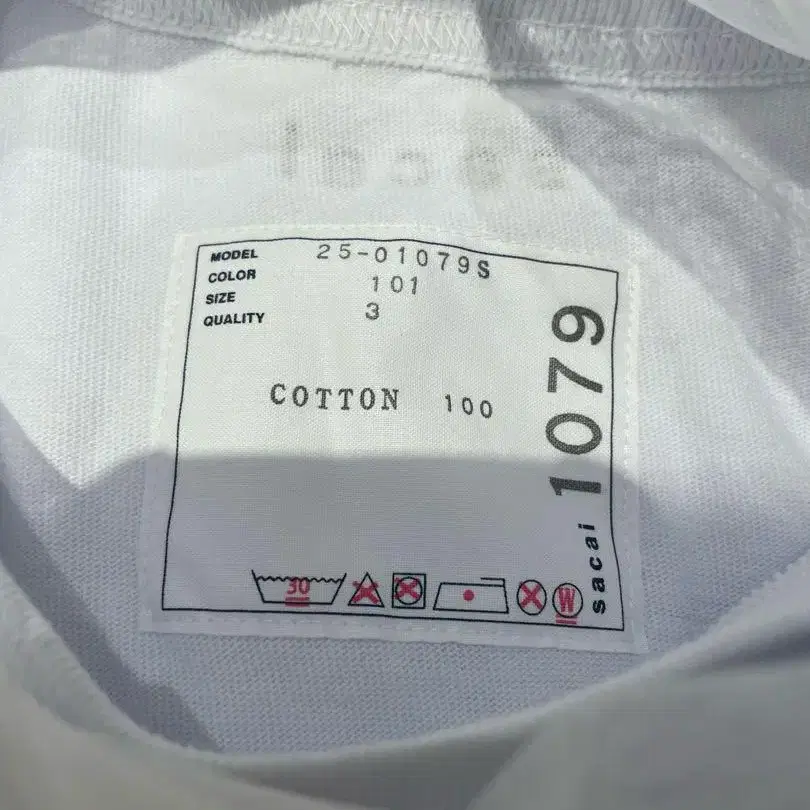 MODEL 25-01079S
COLOR 101
SIZE 3
QUALITY
COTTON 100
sacai 1079
30
W